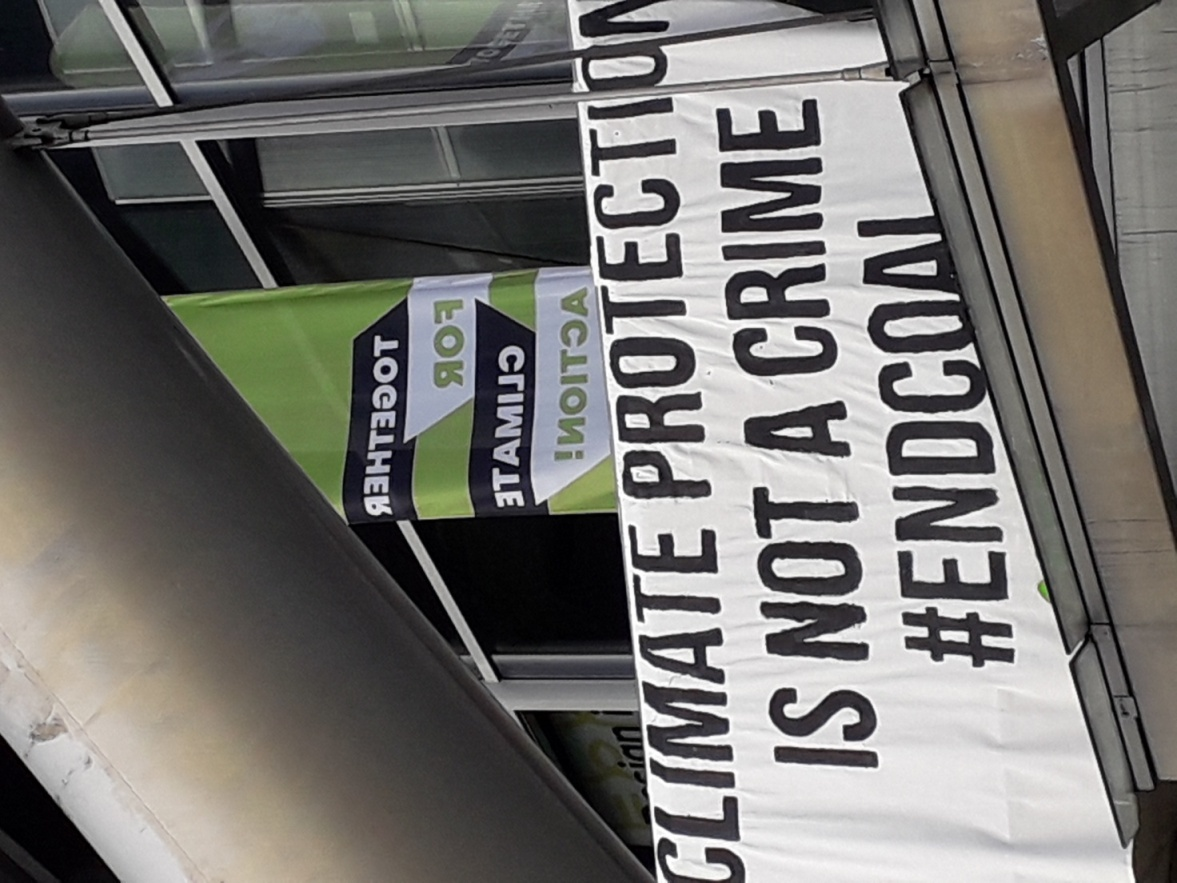 CLIMATE PROTECTION
IS NOT A CRIME
#ENDCOAL
TOGETHER
FOR
CLIMATE
ACTION!